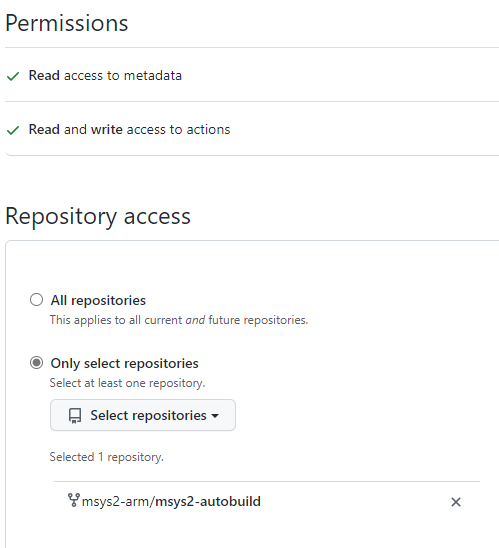 Permissions
Read access to metadata
Read and write access to actions
Repository access
All repositories
This applies to all current and future repositories.
Only select repositories
Select at least one repository.
Select repositories
Selected 1 repository.
msys2-arm/msys2-autobuild